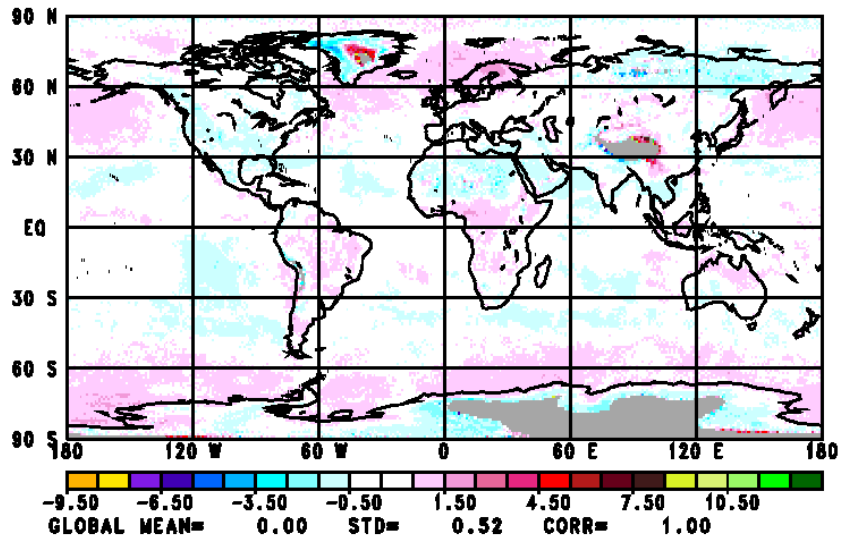 90 N
60 N
30 N
EQ
30 S
60 S
90 S
180 120 W 60 W 0 60 E 120 E 180
-9.50 -6.50 -3.50 -0.50 1.50 4.50 7.50 10.50
GLOBAL MEAN= 0.00 STD= 0.52 CORR= 1.00